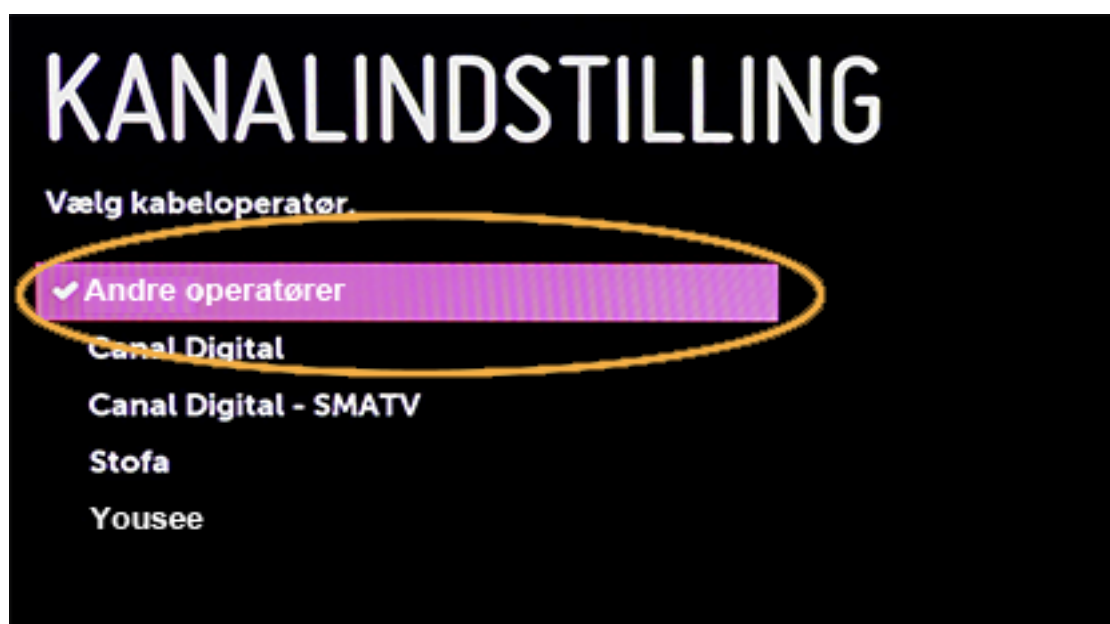 KANALINDSTILLING
Vælg kabeloperatør.
Andre operatører
Canal Digital
Canal Digital - SMATV
Stofa
Yousee